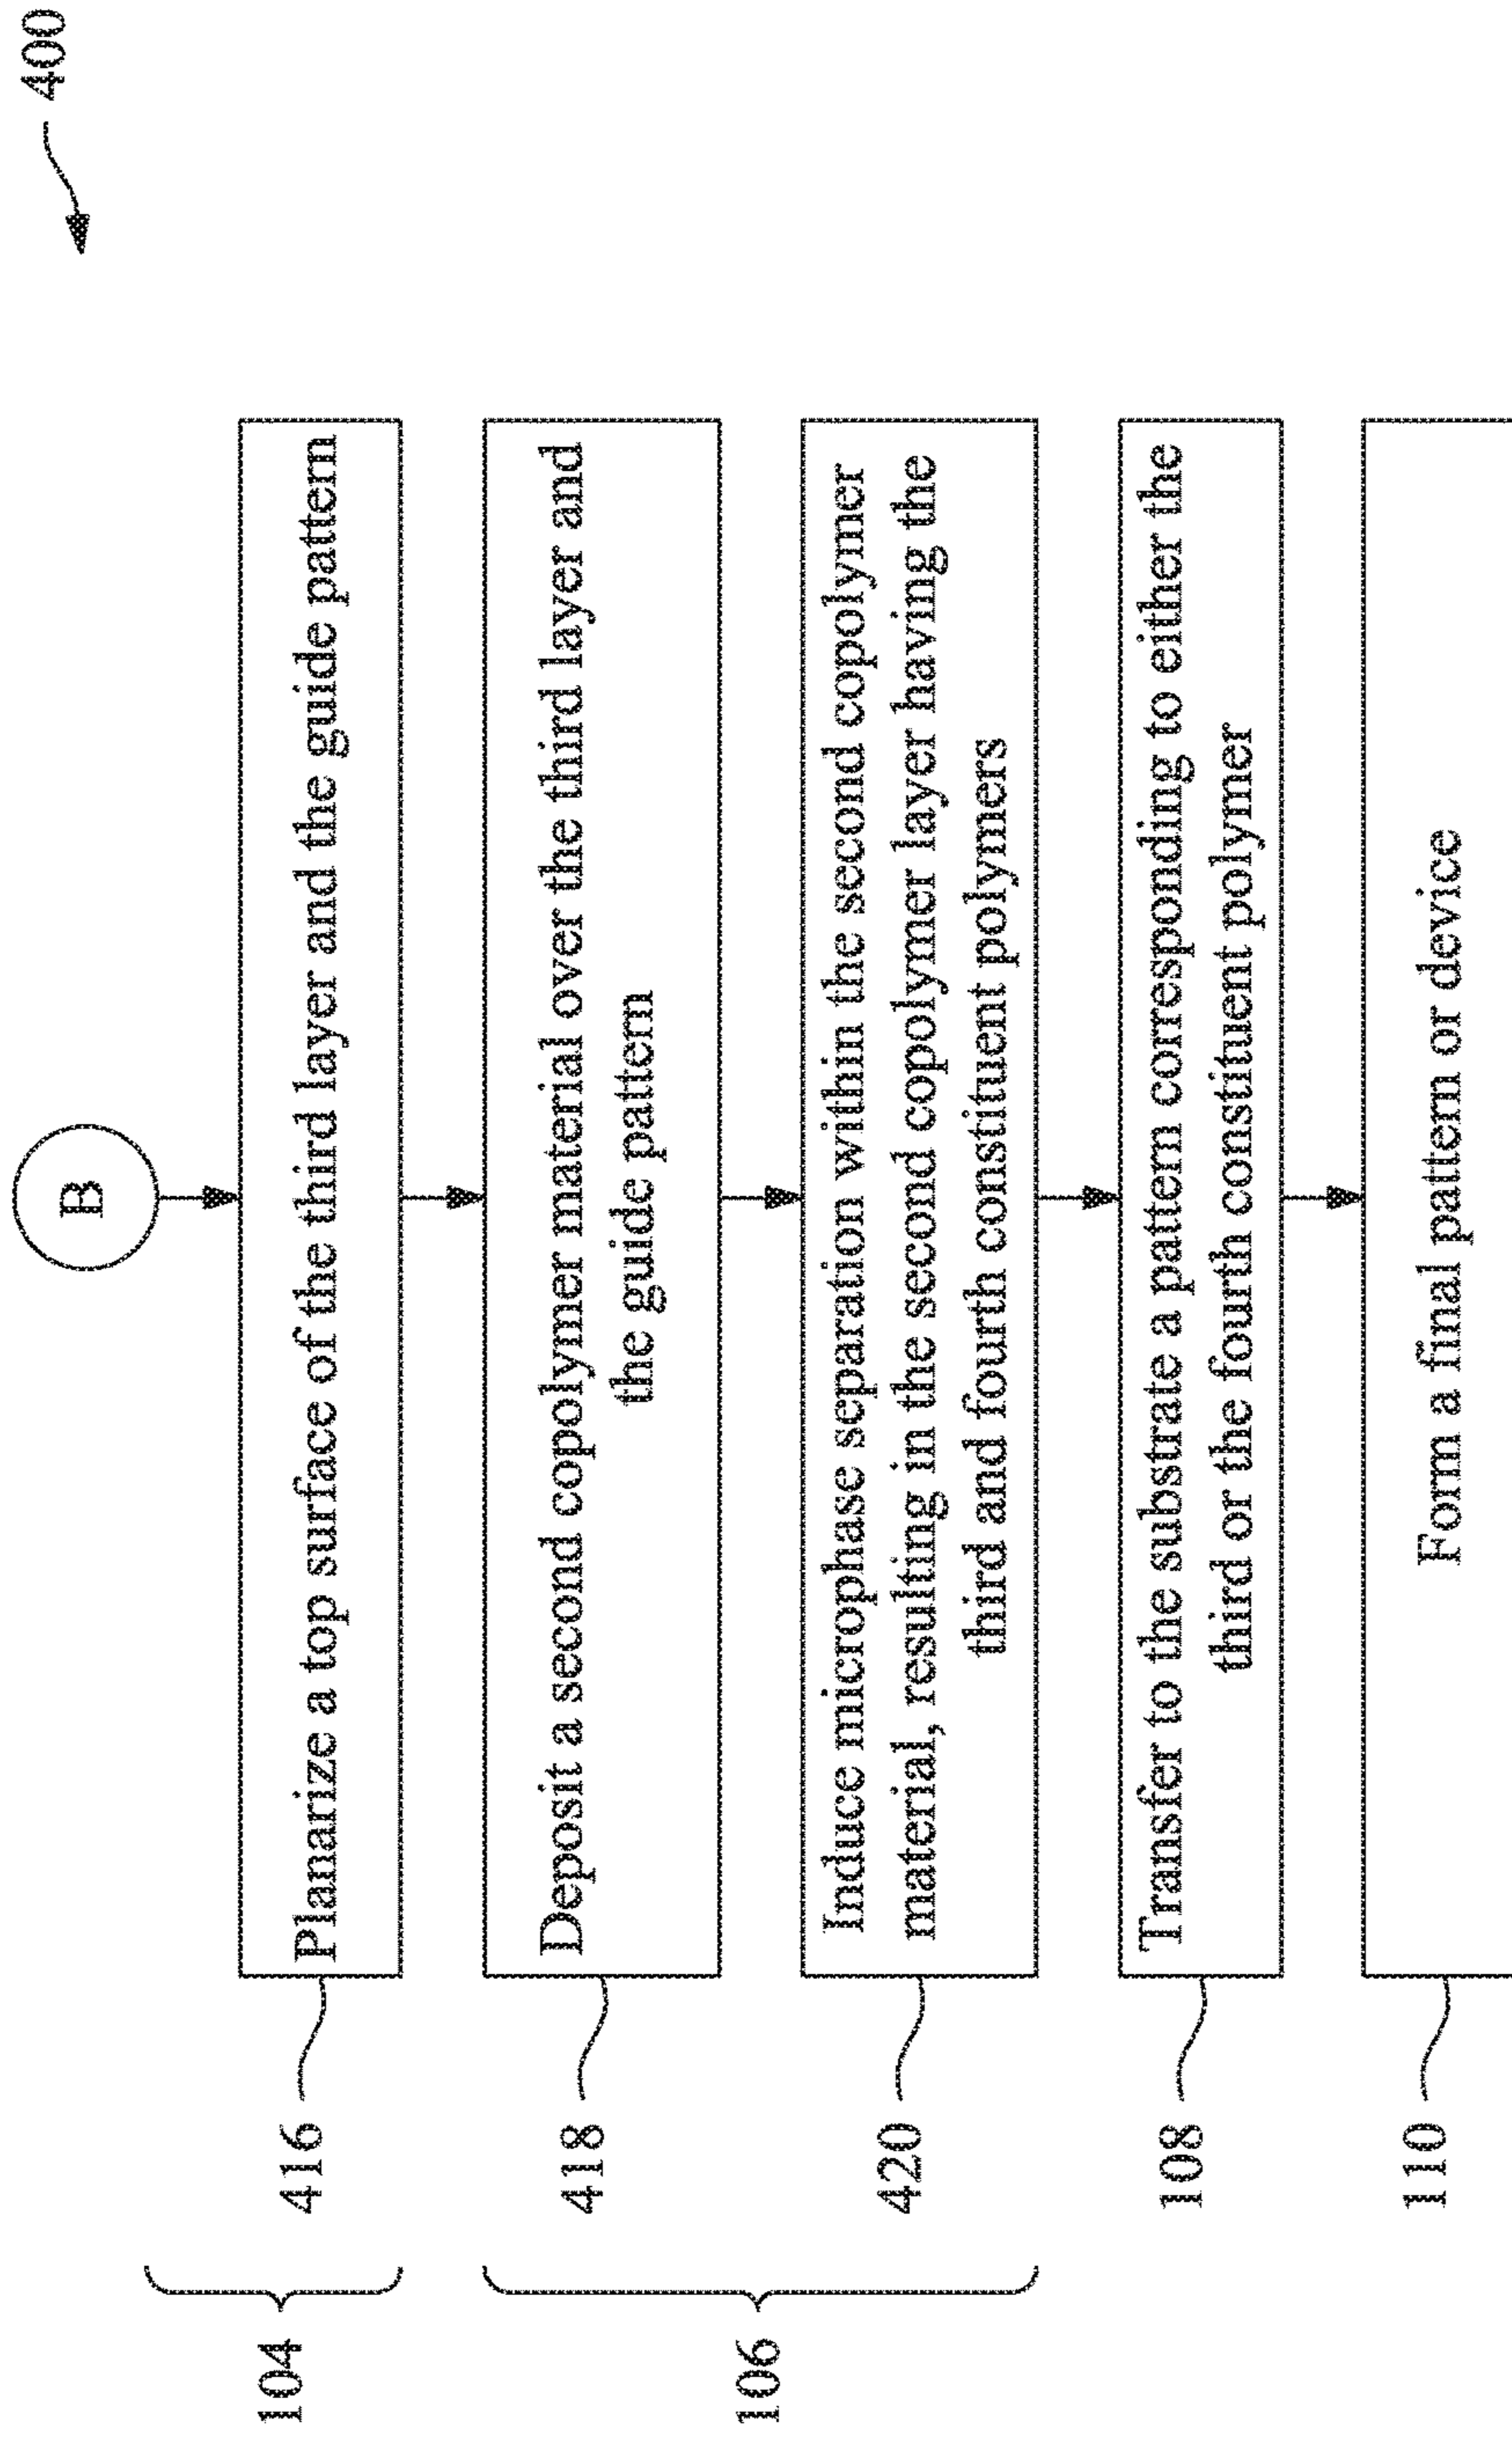 400
B
104
416
Planarize a top surface of the third layer and the guide pattern
106
418
Deposit a second copolymer material over the third layer and
the guide pattern
420
Induce microphase separation within the second copolymer
material, resulting in the second copolymer layer having the
third and fourth constituent polymers
108
Transfer to the substrate a pattern corresponding to either the
third or the fourth constituent polymer
110
Form a final pattern or device